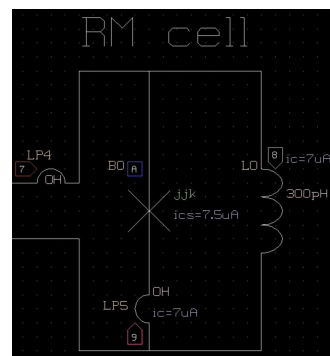 RM cell
8
ic=7uA
LP4
7
0H
B0
A
L0
jjk
300pH
ics=7.5uA
0H
LP5
ic=7uA
9